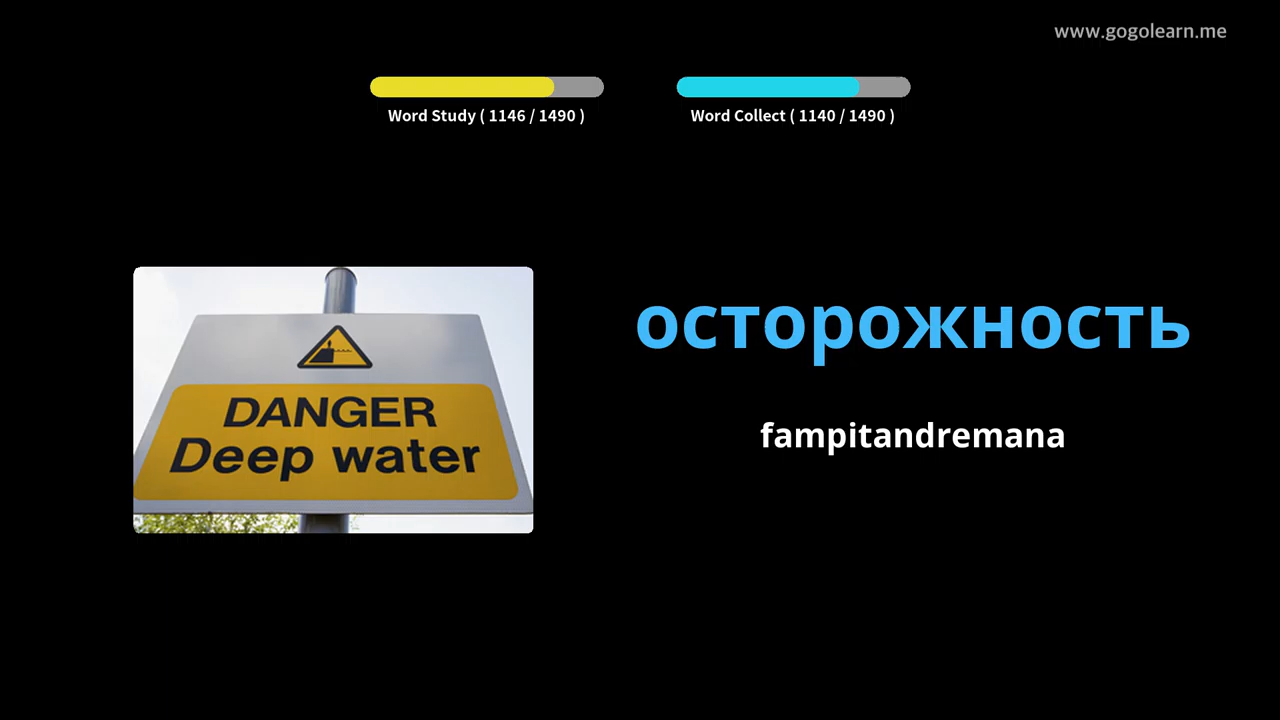 www.gogolearn.me
Word Study ( 1146 / 1490 )
Word Collect ( 1140 / 1490 )
DANGER
Deep water
осторожность
fampitandremana